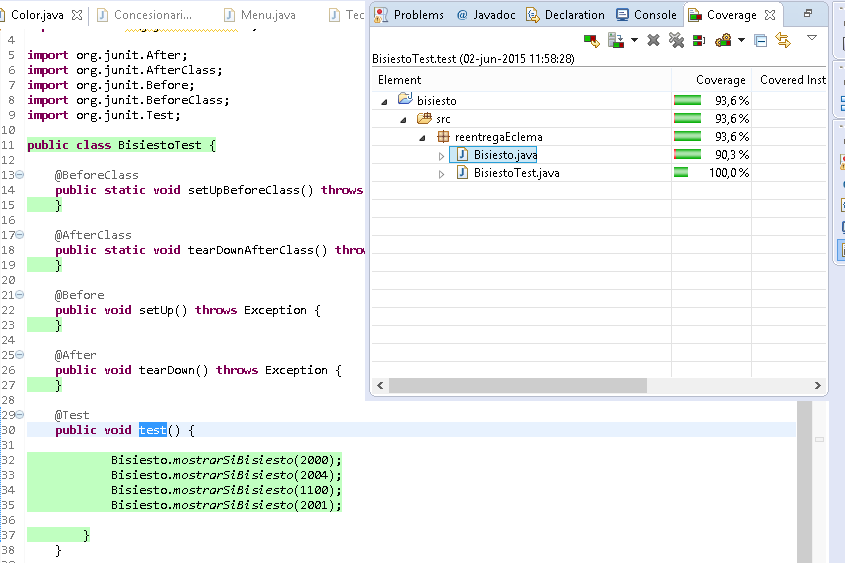 Color.java
Concesionari...
Menu.java
Tec
4
5 import org.junit.After;
6 import org.junit.AfterClass;
7 import org.junit.Before;
8 import org.junit.BeforeClass;
9 import org.junit.Test;
10
11 public class BisiestoTest {
12
13 @BeforeClass
14 public static void setUpBeforeClass() throws
15 }
16
17 @AfterClass
18 public static void tearDownAfterClass() throw
19 }
20
21 @Before
22 public void setUp() throws Exception {
23 }
24
25 @After
26 public void tearDown() throws Exception {
27 }
28
29 @Test
30 public void test() {
31
32 Bisiesto.mostrarSiBisiesto(2000);
33 Bisiesto.mostrarSiBisiesto(2004);
34 Bisiesto.mostrarSiBisiesto(1100);
35 Bisiesto.mostrarSiBisiesto(2001);
36
37 }
38 }
Problems @ Javadoc Declaration Console Coverage
BisiestoTest.test (02-jun-2015 11:58:28)
Element Coverage Covered Inst
bisiesto 93,6 %
src 93,6 %
reentregaEclema 93,6 %
Bisiesto.java 90,3 %
BisiestoTest.java 100,0 %